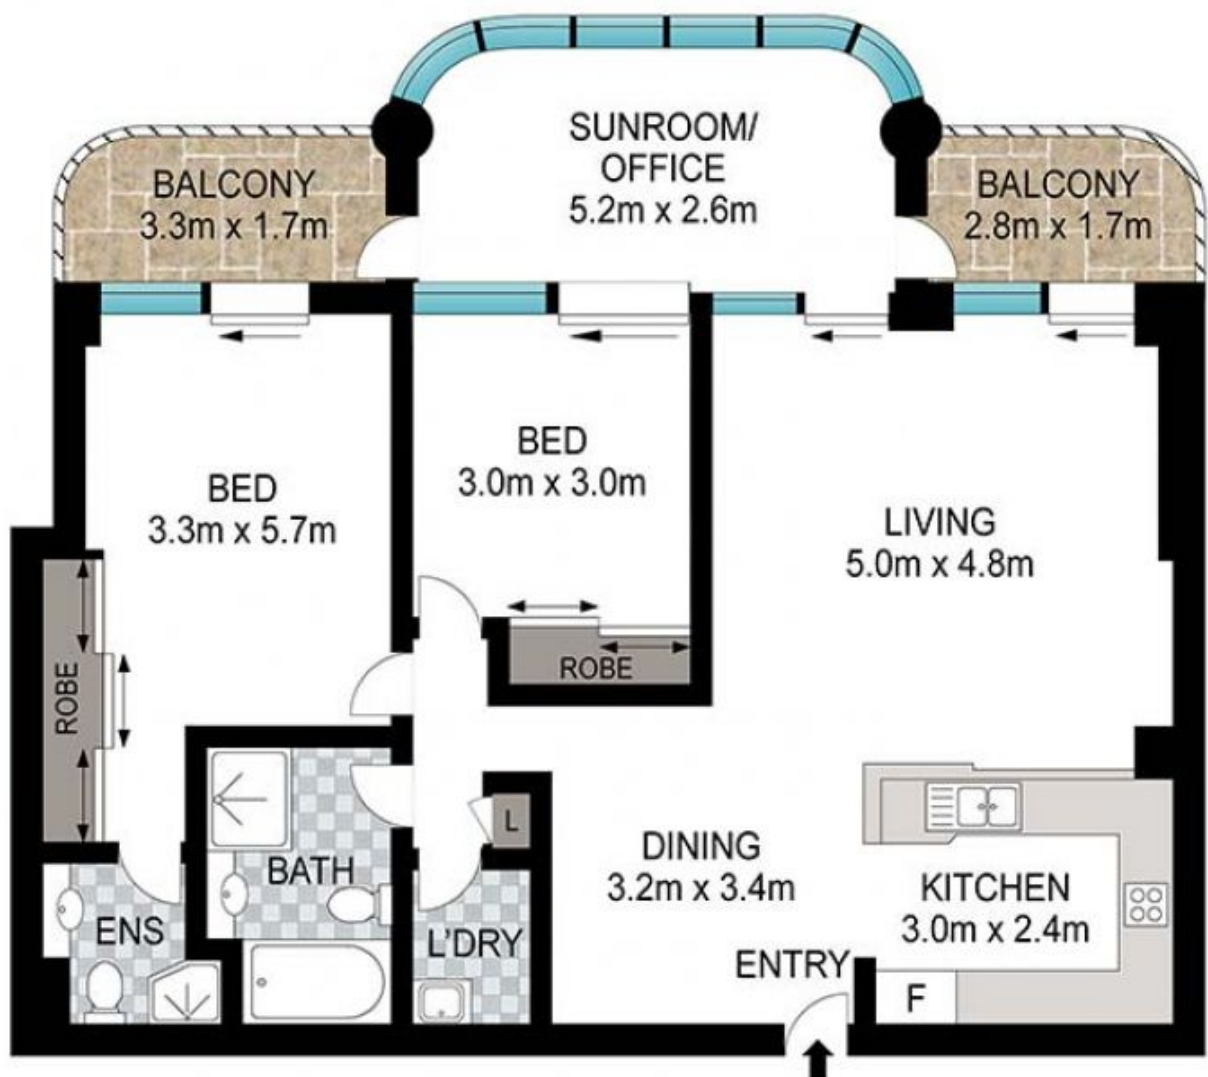 SUNROOM/
OFFICE
5.2m x 2.6m
BALCONY
3.3m x 1.7m
BALCONY
2.8m x 1.7m
BED
3.3m x 5.7m
BED
3.0m x 3.0m
LIVING
5.0m x 4.8m
ROBE
ROBE
L
BATH
DINING
3.2m x 3.4m
KITCHEN
3.0m x 2.4m
ENS
L'DRY
ENTRY
F